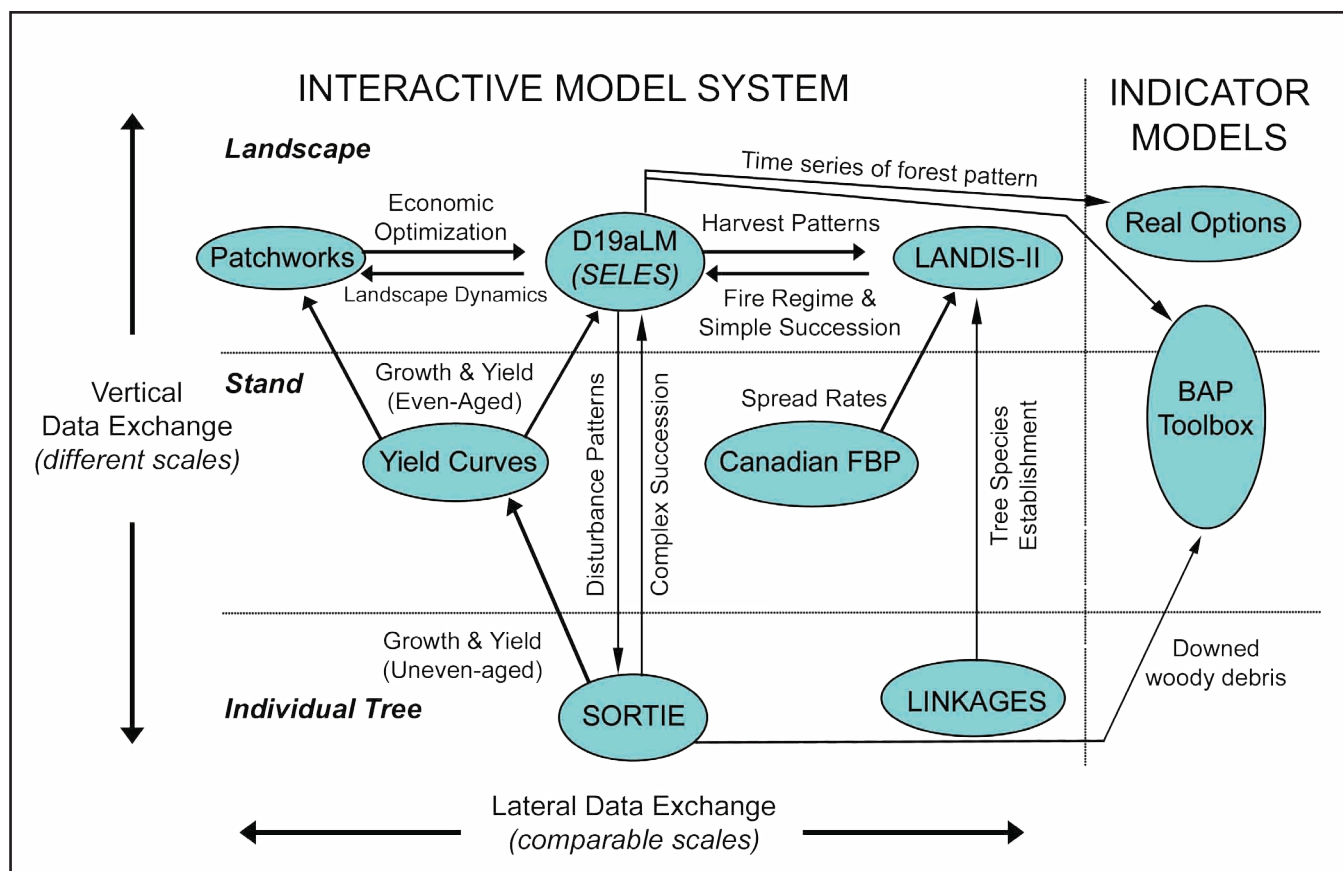 INTERACTIVE MODEL SYSTEM
INDICATOR
MODELS
Landscape
Time series of forest pattern
Economic
Optimization
Harvest Patterns
Real Options
Patchworks
D19aLM
(SELES)
LANDIS-II
Landscape Dynamics
Fire Regime &
Simple Succession
Stand
Growth & Yield
(Even-Aged)
Vertical
Data Exchange
(different scales)
Disturbance Patterns
Complex Succession
Spread Rates
Tree Species
Establishment
BAP
Toolbox
Yield Curves
Canadian FBP
Growth & Yield
(Uneven-aged)
Downed
woody debris
Individual Tree
SORTIE
LINKAGES
Lateral Data Exchange
(comparable scales)